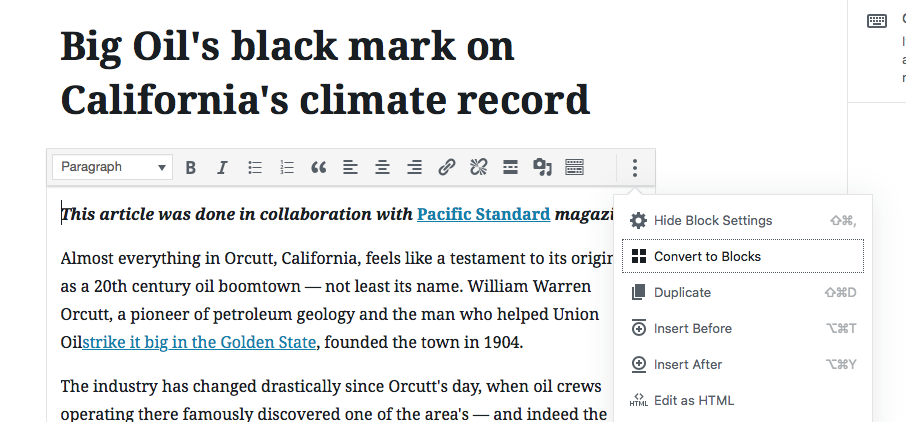 Big Oil's black mark on
California's climate record
Paragraph
This article was done in collaboration with Pacific Standard
Almost everything in Orcutt, California, feels like a testament to its
as a 20th century oil boomtown — not least its name. William Warren
Orcutt, a pioneer of petroleum geology and the man who helped Union
Oilstrike it big in the Golden State, founded the town in 1904.
The industry has changed drastically since Orcutt's day, when oil crews
operating there famously discovered one of the area's — and indeed the
Hide Block Settings ⇧⌘,
Convert to Blocks
Duplicate ⇧⌘D
Insert Before ⌥⌘T
Insert After ⌥⌘Y
HTML Edit as HTML